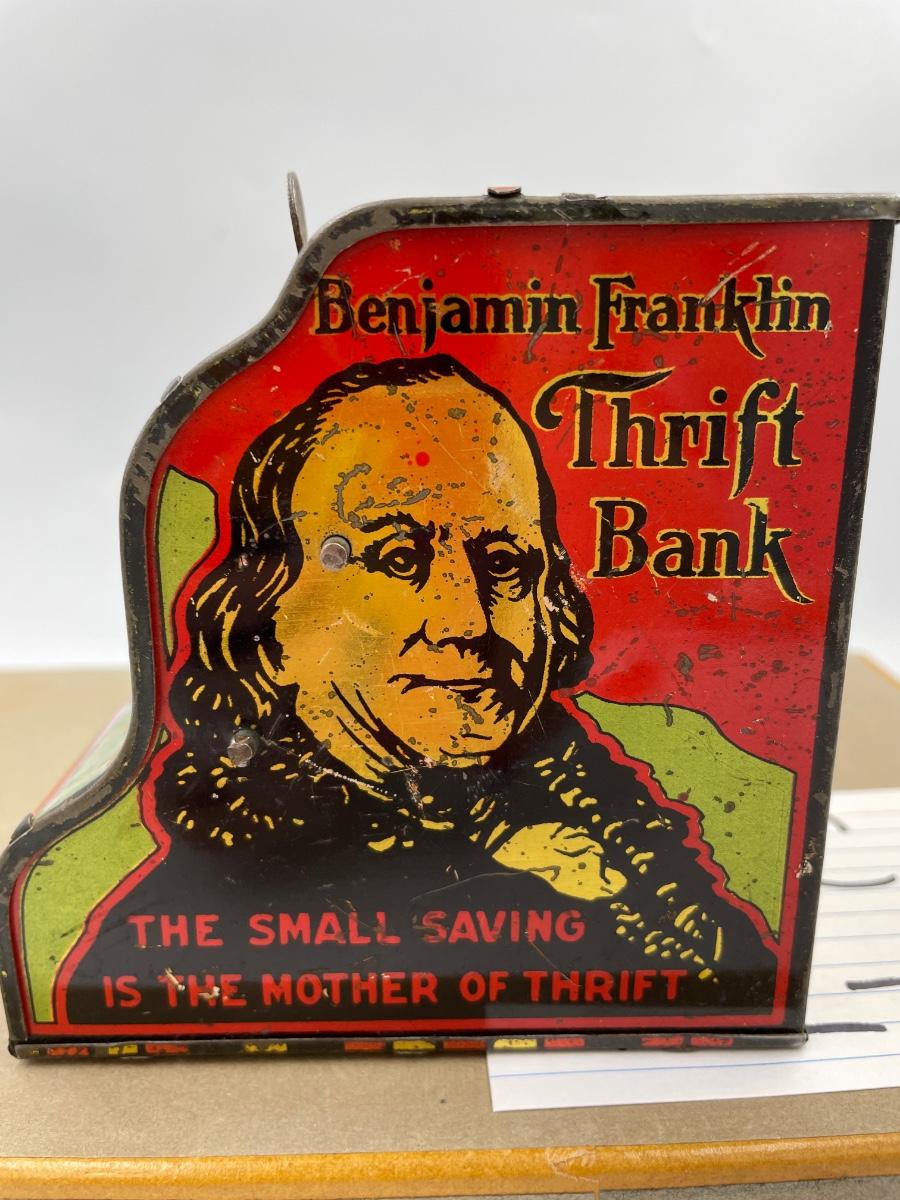 Benjamin Franklin
Thrift
Bank
THE SMALL SAVING
IS THE MOTHER OF THRIFT